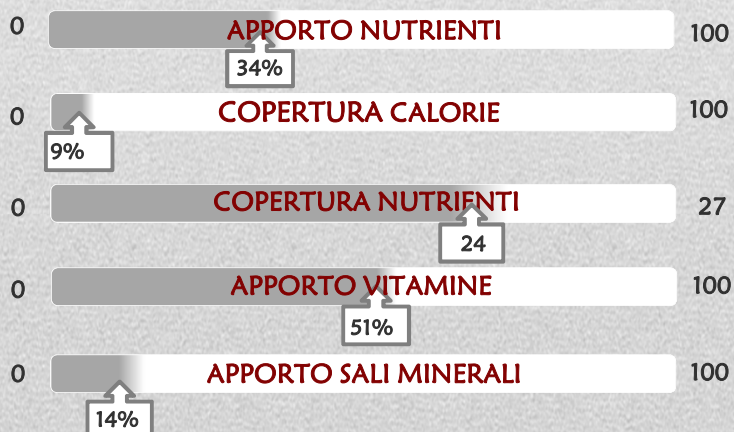 0 APPORTO NUTRIENTI 100
34%
0 COPERTURA CALORIE 100
9%
0 COPERTURA NUTRIENTI 27
24
0 APPORTO VITAMINE 100
51%
0 APPORTO SALI MINERALI 100
14%